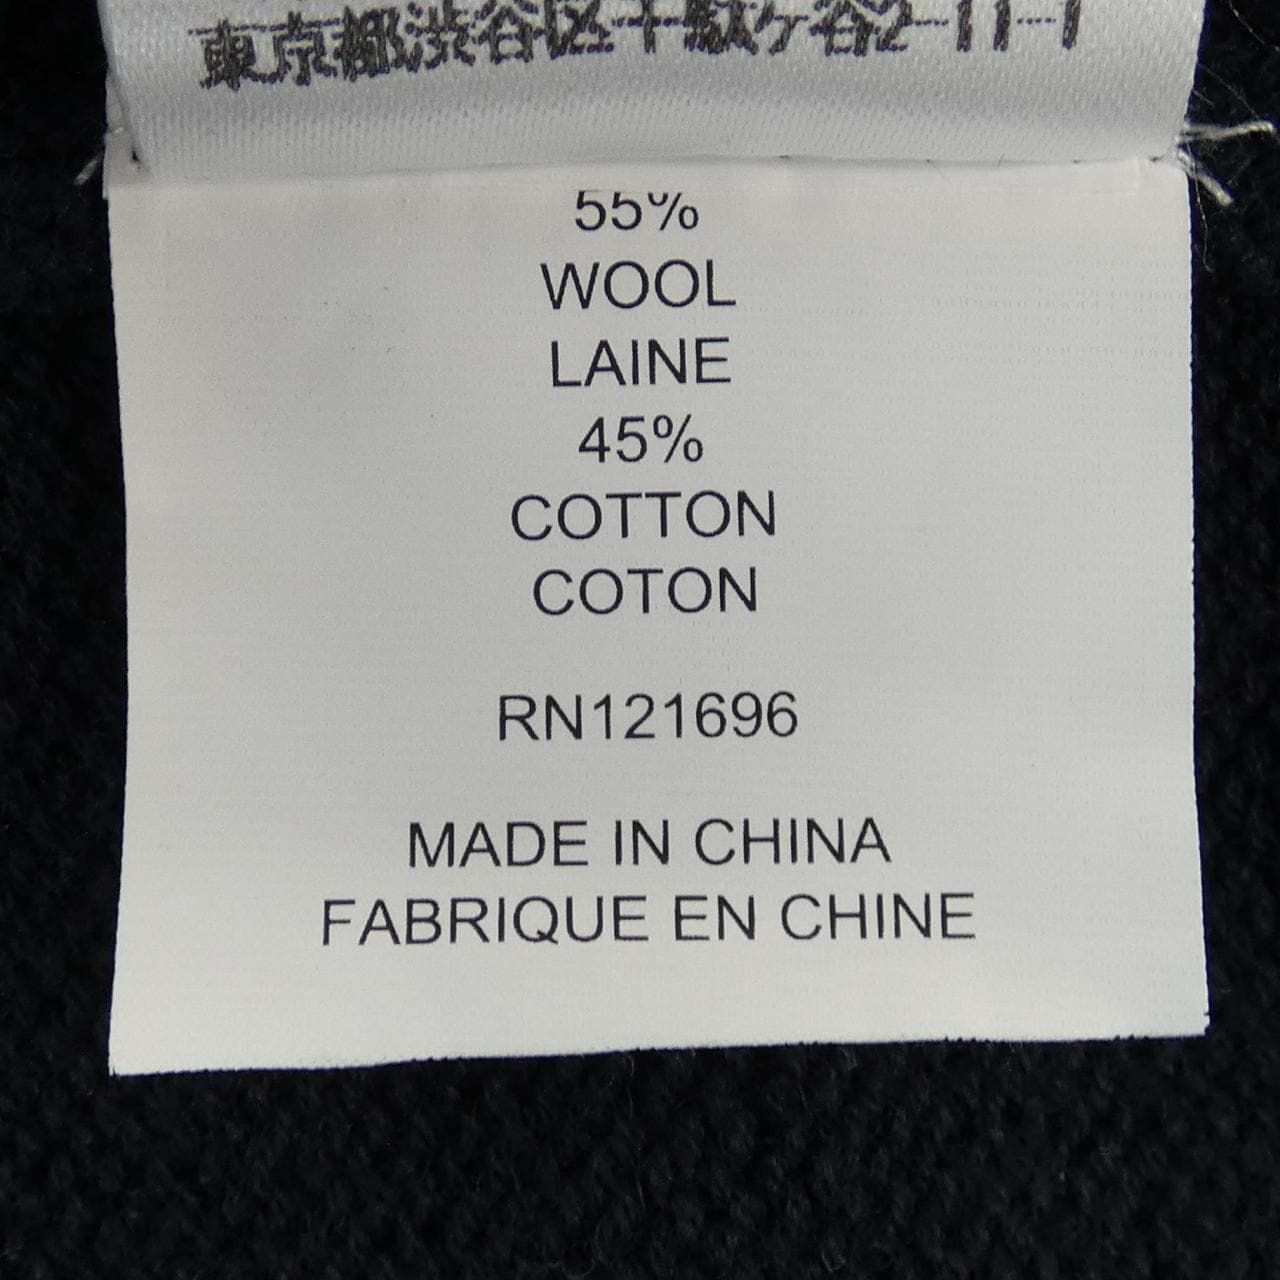 東京都渋谷区千駄ヶ谷2-11-1
55%
WOOL
LAINE
45%
COTTON
COTON
RN121696
MADE IN CHINA
FABRIQUE EN CHINE